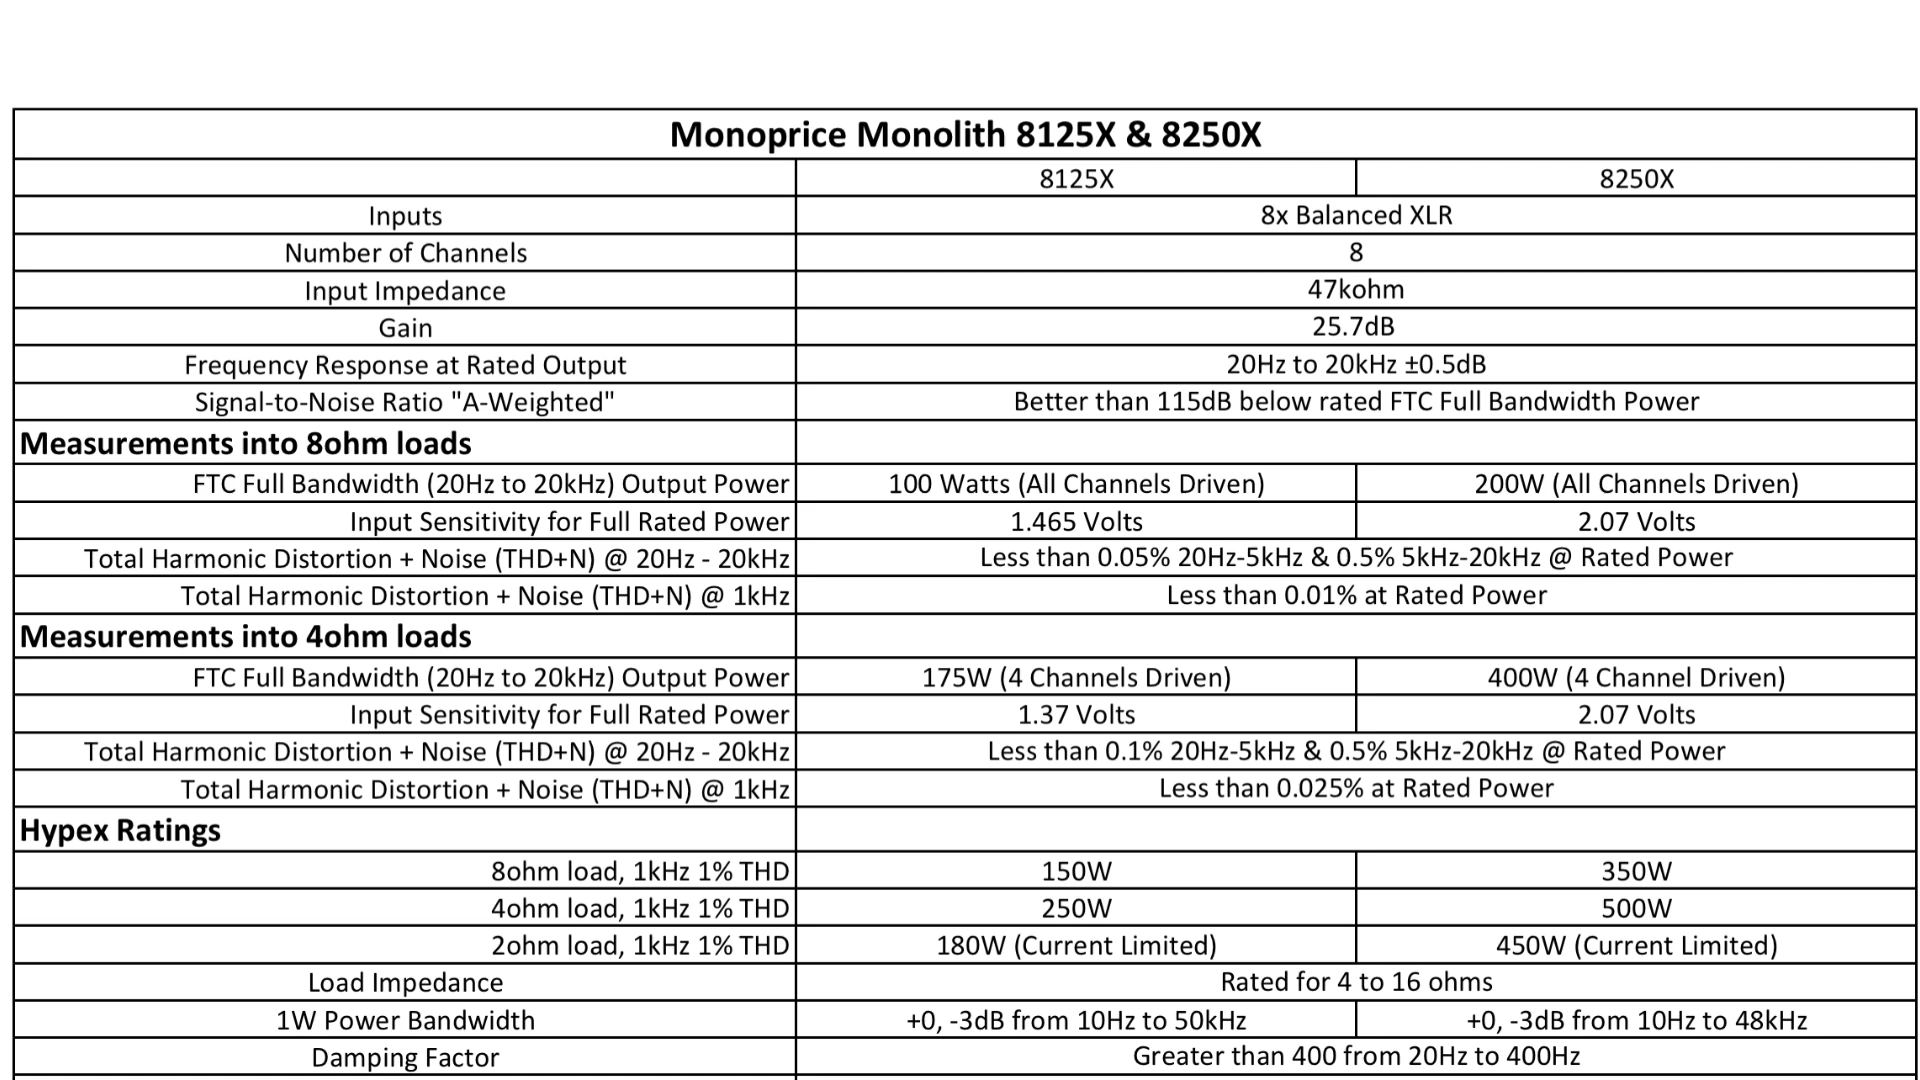 Monoprice Monolith 8125X & 8250X
8125X 8250X
Inputs 8x Balanced XLR
Number of Channels 8
Input Impedance 47kohm
Gain 25.7dB
Frequency Response at Rated Output 20Hz to 20kHz ±0.5dB
Signal-to-Noise Ratio "A-Weighted" Better than 115dB below rated FTC Full Bandwidth Power
Measurements into 8ohm loads
FTC Full Bandwidth (20Hz to 20kHz) Output Power 100 Watts (All Channels Driven) 200W (All Channels Driven)
Input Sensitivity for Full Rated Power 1.465 Volts 2.07 Volts
Total Harmonic Distortion + Noise (THD+N) @ 20Hz - 20kHz Less than 0.05% 20Hz-5kHz & 0.5% 5kHz-20kHz @ Rated Power
Total Harmonic Distortion + Noise (THD+N) @ 1kHz Less than 0.01% at Rated Power
Measurements into 4ohm loads
FTC Full Bandwidth (20Hz to 20kHz) Output Power 175W (4 Channels Driven) 400W (4 Channel Driven)
Input Sensitivity for Full Rated Power 1.37 Volts 2.07 Volts
Total Harmonic Distortion + Noise (THD+N) @ 20Hz - 20kHz Less than 0.1% 20Hz-5kHz & 0.5% 5kHz-20kHz @ Rated Power
Total Harmonic Distortion + Noise (THD+N) @ 1kHz Less than 0.025% at Rated Power
Hypex Ratings
8ohm load, 1kHz 1% THD 150W 350W
4ohm load, 1kHz 1% THD 250W 500W
2ohm load, 1kHz 1% THD 180W (Current Limited) 450W (Current Limited)
Load Impedance Rated for 4 to 16 ohms
1W Power Bandwidth +0, -3dB from 10Hz to 50kHz +0, -3dB from 10Hz to 48kHz
Damping Factor Greater than 400 from 20Hz to 400Hz